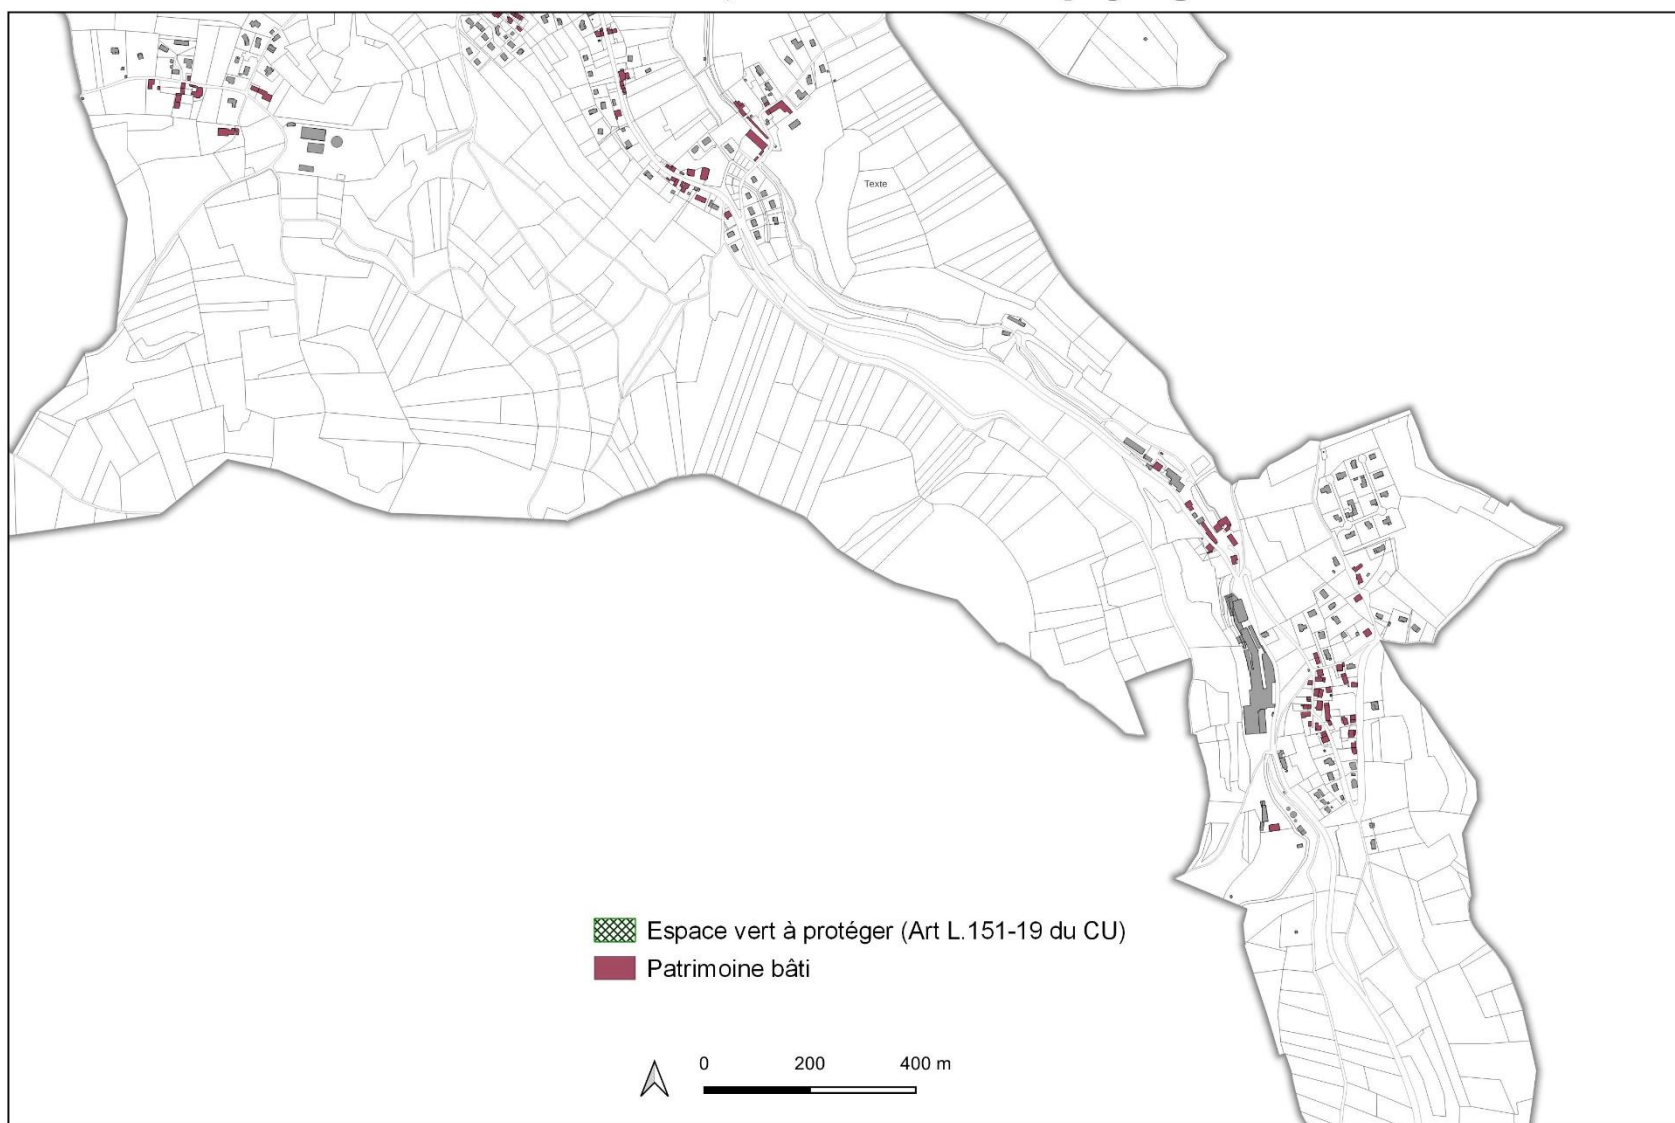 Texte
Espace vert à protéger (Art L.151-19 du CU)
Patrimoine bâti
0 200 400 m